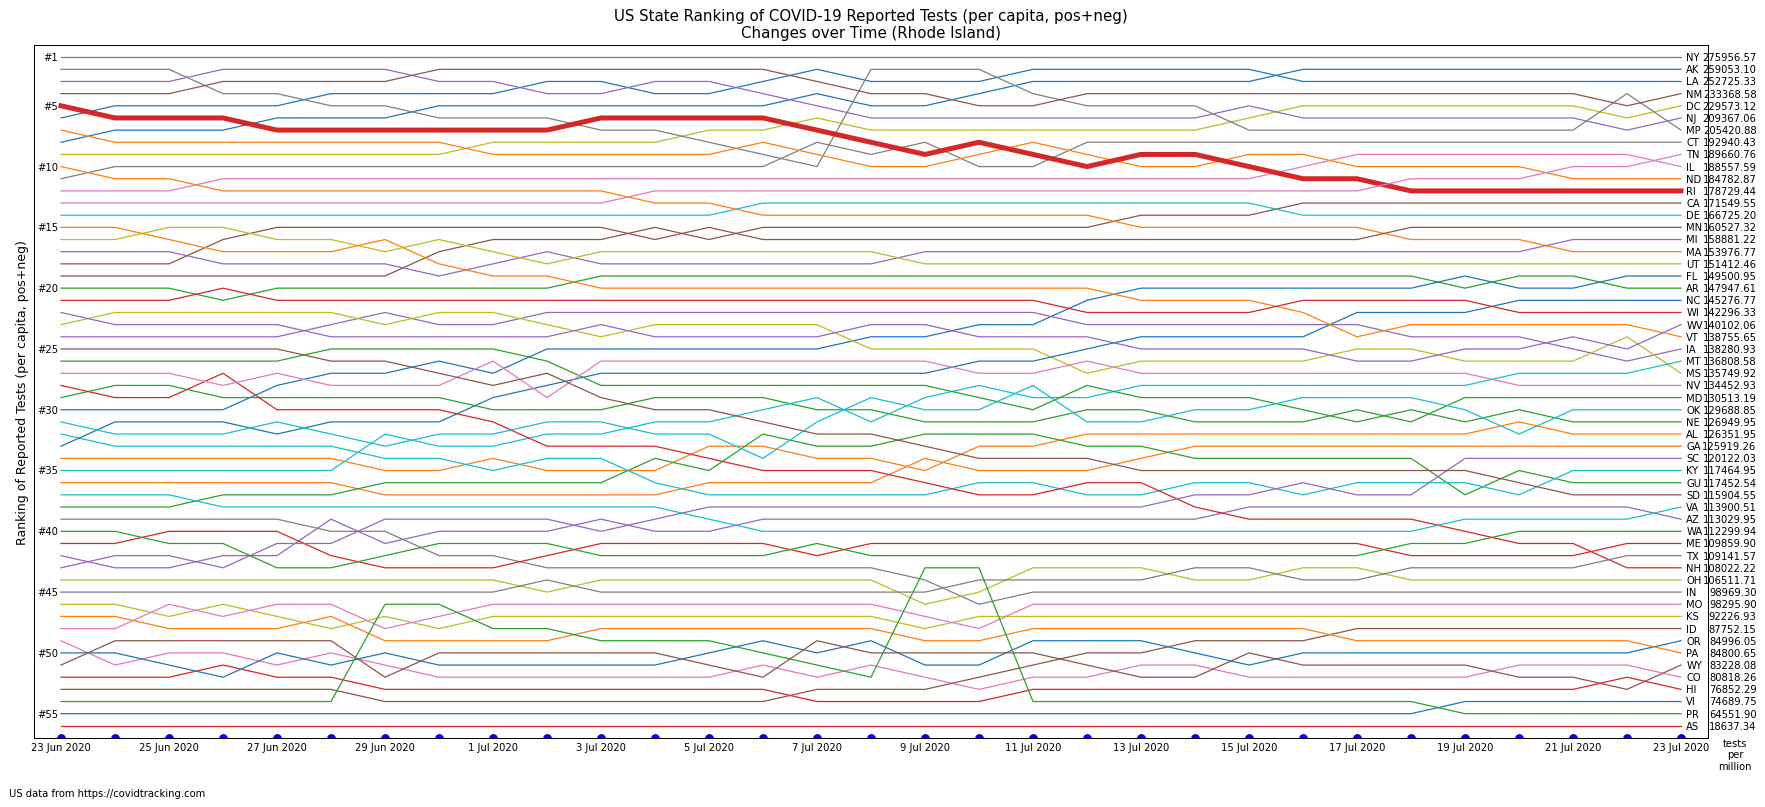 US State Ranking of COVID-19 Reported Tests (per capita, pos+neg)
Changes over Time (Rhode Island)
Ranking of Reported Tests (per capita, pos+neg)
#1
#5
#10
#15
#20
#25
#30
#35
#40
#45
#50
#55
NY 275956.57
AK 259053.10
LA 252725.33
NM 233368.58
DC 229573.12
NJ 209367.06
MP 205420.88
CT 192940.43
TN 189660.76
IL 188557.59
ND 184782.87
RI 178729.44
CA 171549.55
DE 166725.20
MN 160527.32
MI 158881.22
MA 153976.77
UT 151412.46
FL 149500.95
AR 147947.61
NC 145276.77
WI 142296.33
WV 140102.06
VT 138755.65
IA 138280.93
MT 136808.58
MS 135749.92
NV 134452.93
MD 130513.19
OK 129688.85
NE 126949.95
AL 126351.95
GA 125919.26
SC 120122.03
KY 117464.95
GU 117452.54
SD 115904.55
VA 113900.51
AZ 113029.95
WA 112299.94
ME 109859.90
TX 109141.57
NH 108022.22
OH 106511.71
IN 98969.30
MO 98295.90
KS 92226.93
ID 87752.15
OR 84996.05
PA 84800.65
WY 83228.08
CO 80818.26
HI 76852.29
VI 74689.75
PR 64551.90
AS 18637.34
23 Jun 2020
25 Jun 2020
27 Jun 2020
29 Jun 2020
1 Jul 2020
3 Jul 2020
5 Jul 2020
7 Jul 2020
9 Jul 2020
11 Jul 2020
13 Jul 2020
15 Jul 2020
17 Jul 2020
19 Jul 2020
21 Jul 2020
23 Jul 2020
tests
per
million
US data from https://covidtracking.com